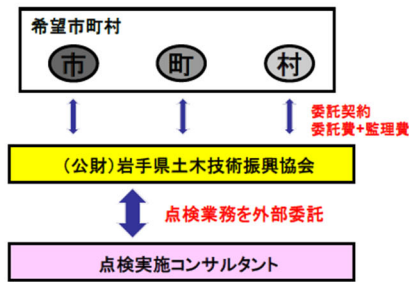 希望市町村
市 町 村
委託契約
委託費+監理費
(公財)岩手県土木技術振興協会
点検業務を外部委託
点検実施コンサルタント